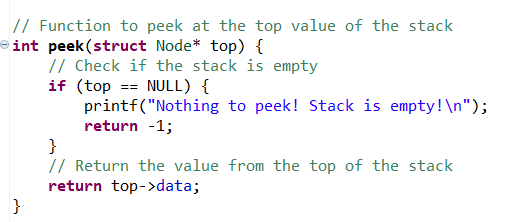 // Function to peek at the top value of the stack
int peek(struct Node* top) {
    // Check if the stack is empty
    if (top == NULL) {
        printf("Nothing to peek! Stack is empty!\n");
        return -1;
    }
    // Return the value from the top of the stack
    return top->data;
}